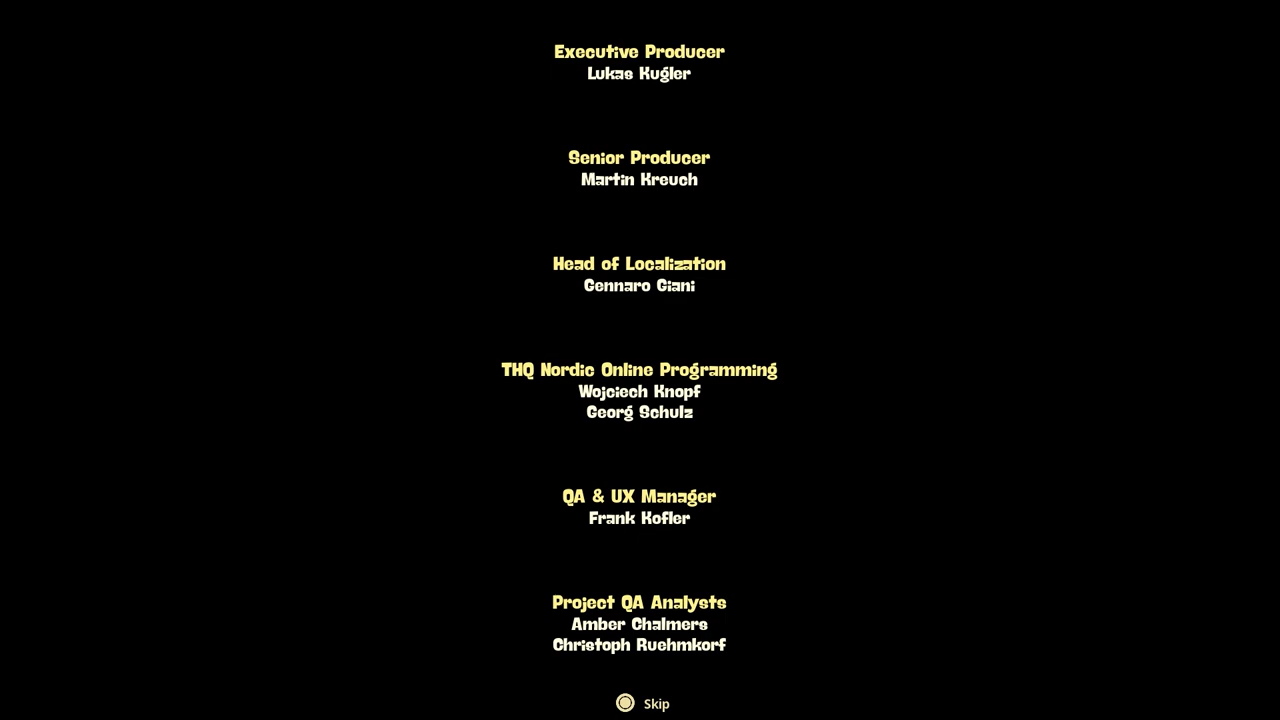 Executive Producer
Lukas Kugler
Senior Producer
Martin Kreuch
Head of Localization
Gennaro Giani
THQ Nordic Online Programming
Wojciech Knopf
Georg Schulz
QA & UX Manager
Frank Kofler
Project QA Analysts
Amber Chalmers
Christoph Ruehmkorf
Skip